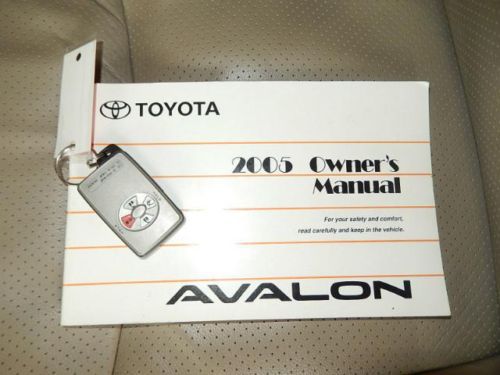 TOYOTA
2005 Owner's
Manual
For your safety and comfort,
read carefully and keep in the vehicle.
AVALON